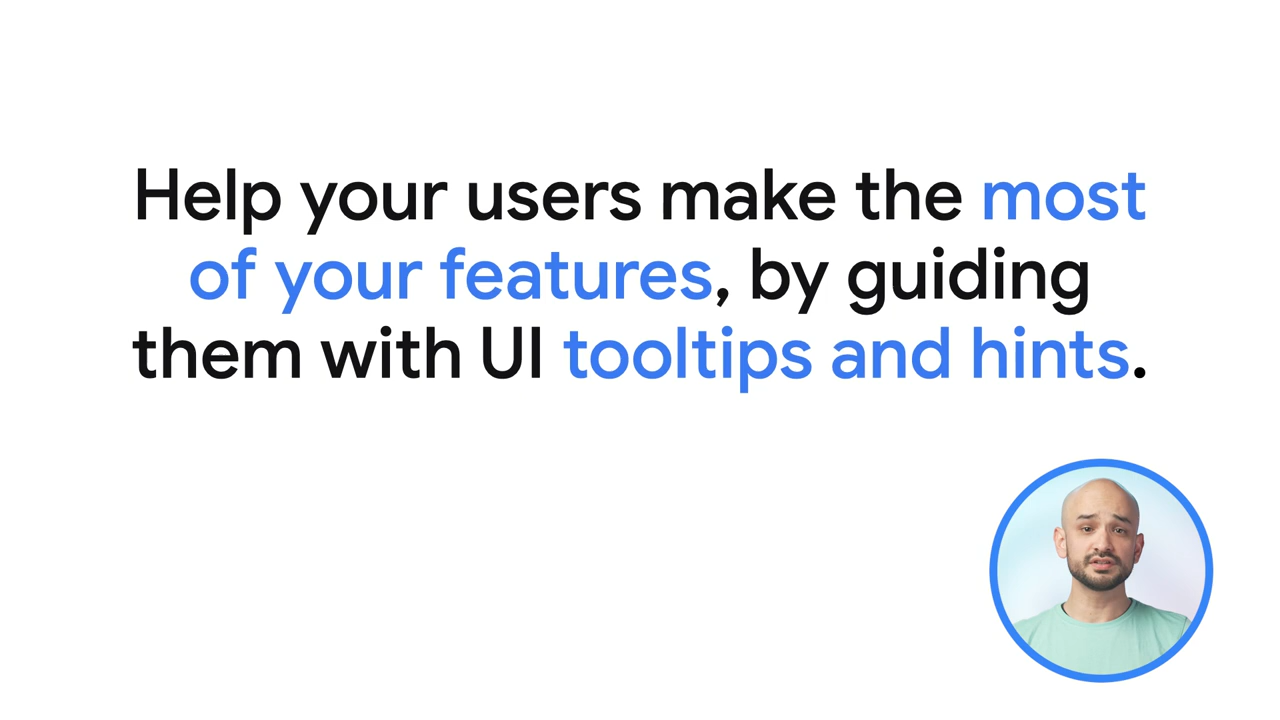 Help your users make the most
of your features, by guiding
them with UI tooltips and hints.